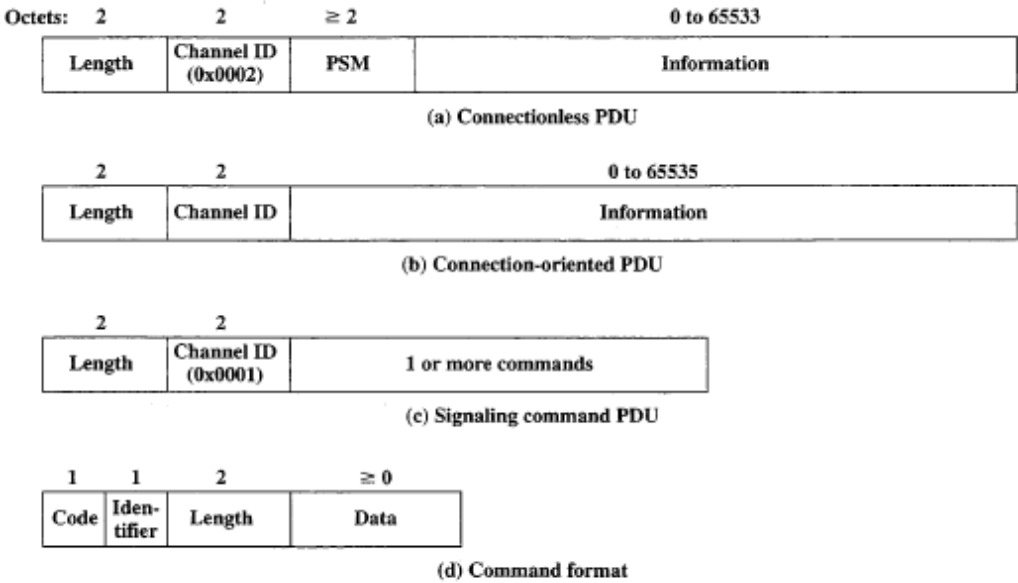 Octets: 2 2 ≥ 2 0 to 65533
Length Channel ID (0x0002) PSM Information
(a) Connectionless PDU
2 2 0 to 65535
Length Channel ID Information
(b) Connection-oriented PDU
2 2
Length Channel ID (0x0001) 1 or more commands
(c) Signaling command PDU
1 1 2 ≥ 0
Code Iden-tifier Length Data
(d) Command format